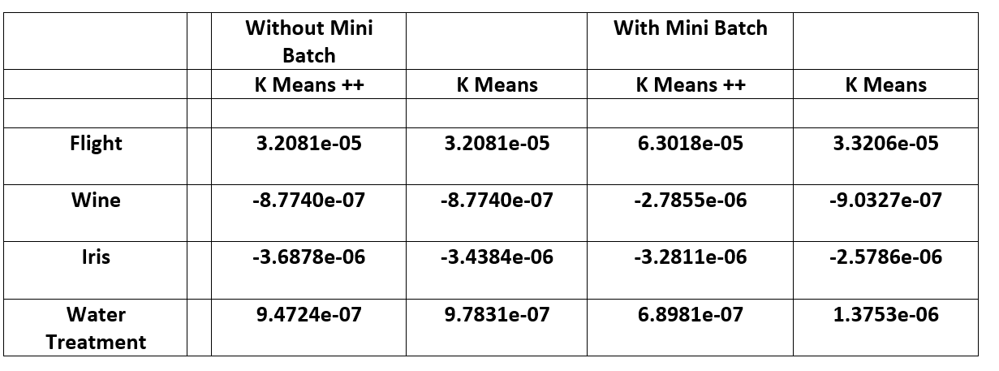 Without Mini
Batch
With Mini Batch
K Means ++ K Means K Means ++ K Means
Flight 3.2081e-05 3.2081e-05 6.3018e-05 3.3206e-05
Wine -8.7740e-07 -8.7740e-07 -2.7855e-06 -9.0327e-07
Iris -3.6878e-06 -3.4384e-06 -3.2811e-06 -2.5786e-06
Water
Treatment
9.4724e-07 9.7831e-07 6.8981e-07 1.3753e-06